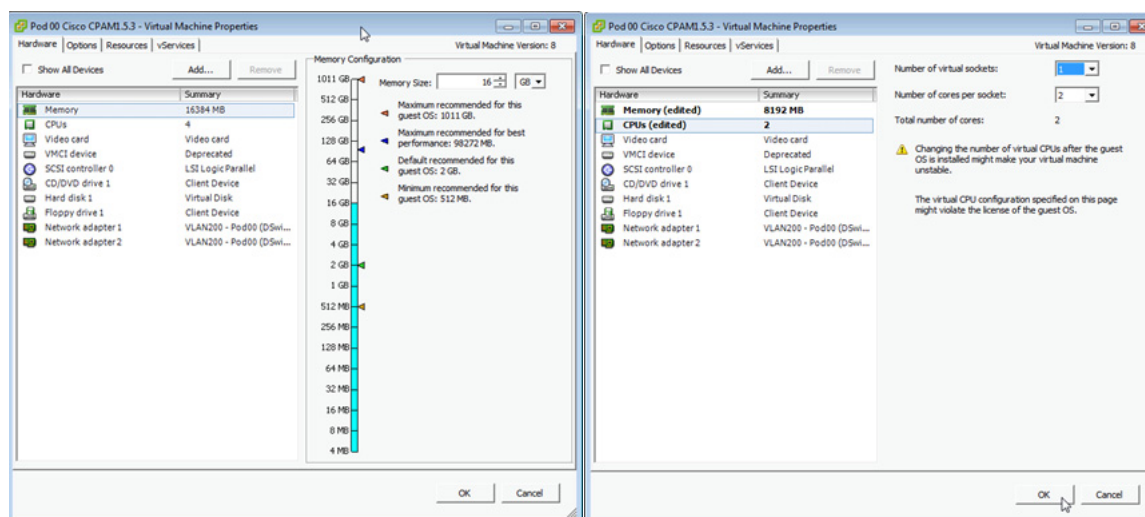 Pod 00 Cisco CPAM1.5.3 - Virtual Machine Properties
Hardware Options Resources vServices
Virtual Machine Version: 8
Show All Devices
Add...
Remove
Hardware Summary
Memory 16384 MB
CPUs 4
Video card Video card
VMCI device Deprecated
SCSI controller 0 LSI Logic Parallel
CD/DVD drive 1 Client Device
Hard disk 1 Virtual Disk
Floppy drive 1 Client Device
Network adapter 1 VLAN200 - Pod00 (DSwi...
Network adapter 2 VLAN200 - Pod00 (DSwi...
Memory Configuration
Memory Size: 16 GB
1011 GB
512 GB
256 GB
128 GB
64 GB
32 GB
16 GB
8 GB
4 GB
2 GB
1 GB
512 MB
256 MB
128 MB
64 MB
32 MB
16 MB
8 MB
4 MB
Maximum recommended for this
guest OS: 1011 GB.
Maximum recommended for best
performance: 98272 MB.
Default recommended for this
guest OS: 2 GB.
Minimum recommended for this
guest OS: 512 MB.
OK
Cancel
Pod 00 Cisco CPAM1.5.3 - Virtual Machine Properties
Hardware Options Resources vServices
Virtual Machine Version: 8
Show All Devices
Add...
Remove
Hardware Summary
Memory (edited) 8192 MB
CPUs (edited) 2
Video card Video card
VMCI device Deprecated
SCSI controller 0 LSI Logic Parallel
CD/DVD drive 1 Client Device
Hard disk 1 Virtual Disk
Floppy drive 1 Client Device
Network adapter 1 VLAN200 - Pod00 (DSwi...
Network adapter 2 VLAN200 - Pod00 (DSwi...
Number of virtual sockets: 1
Number of cores per socket: 2
Total number of cores: 2
Changing the number of virtual CPUs after the guest
OS is installed might make your virtual machine
unstable.
The virtual CPU configuration specified on this page
might violate the license of the guest OS.
OK
Cancel